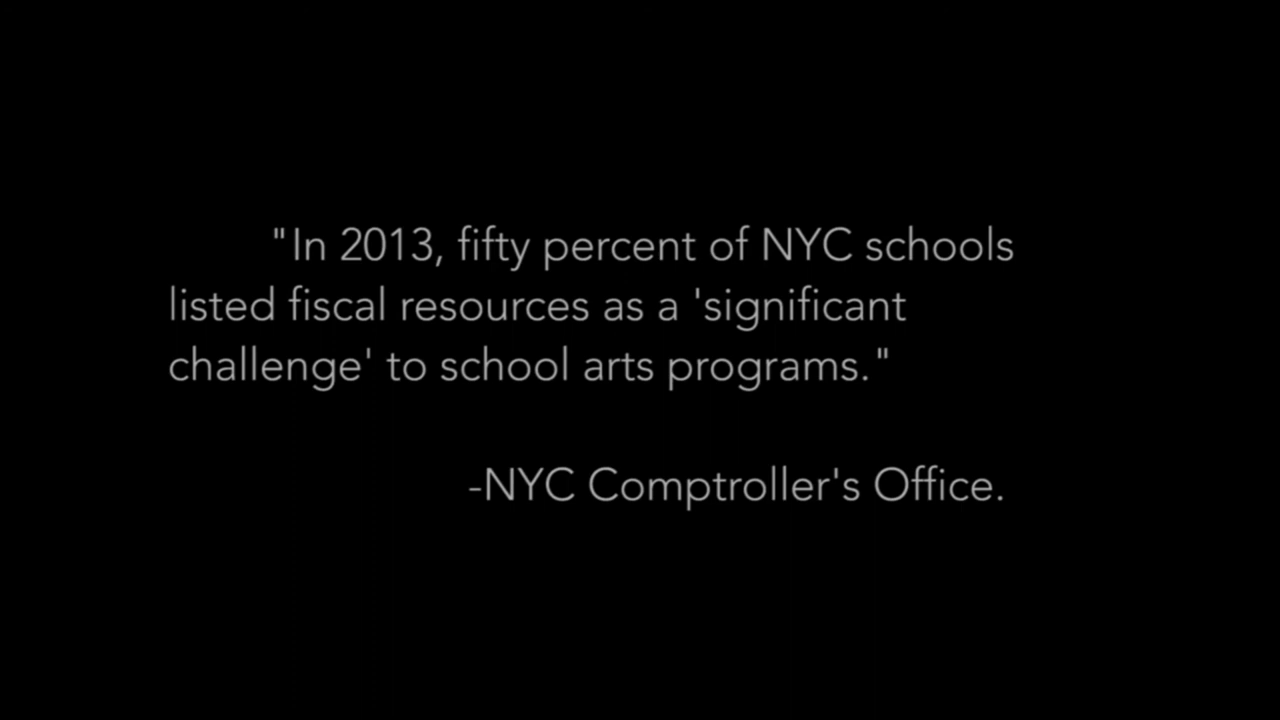 "In 2013, fifty percent of NYC schools
listed fiscal resources as a 'significant
challenge' to school arts programs."
-NYC Comptroller's Office.